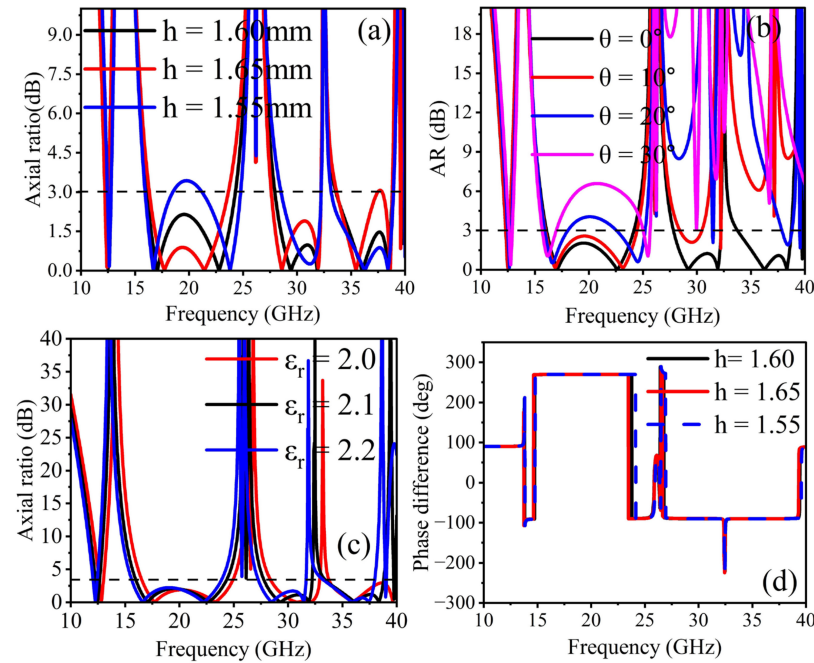 9.0
7.5
6.0
4.5
3.0
1.5
0.0
Axial ratio(dB)
h = 1.60mm
h = 1.65mm
h = 1.55mm
(a)
10 15 20 25 30 35 40
Frequency (GHz)
18
15
12
9
6
3
0
AR (dB)
θ = 0°
θ = 10°
θ = 20°
θ = 30°
(b)
10 15 20 25 30 35 40
Frequency (GHz)
40
35
30
25
20
15
10
5
0
Axial ratio (dB)
εr = 2.0
εr = 2.1
εr = 2.2
(c)
10 15 20 25 30 35 40
Frequency (GHz)
300
200
100
0
−100
−200
−300
Phase difference (deg)
h= 1.60
h = 1.65
h = 1.55
(d)
10 15 20 25 30 35 40
Frequency (GHz)